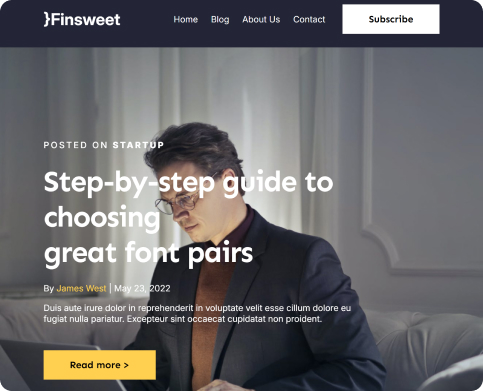 }Finsweet
Home Blog About Us Contact Subscribe
POSTED ON STARTUP
Step-by-step guide to
choosing
great font pairs
By James West | May 23, 2022
Duis aute irure dolor in reprehenderit in voluptate velit esse cillum dolore eu
fugiat nulla pariatur. Excepteur sint occaecat cupidatat non proident.
Read more >